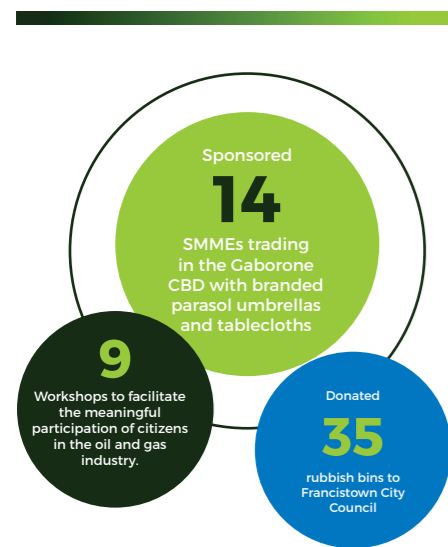 Sponsored
14
SMMEs trading
in the Gaborone
CBD with branded
parasol umbrellas
and tablecloths
9
Workshops to facilitate
the meaningful
participation of citizens
in the oil and gas
industry.
Donated
35
rubbish bins to
Francistown City
Council